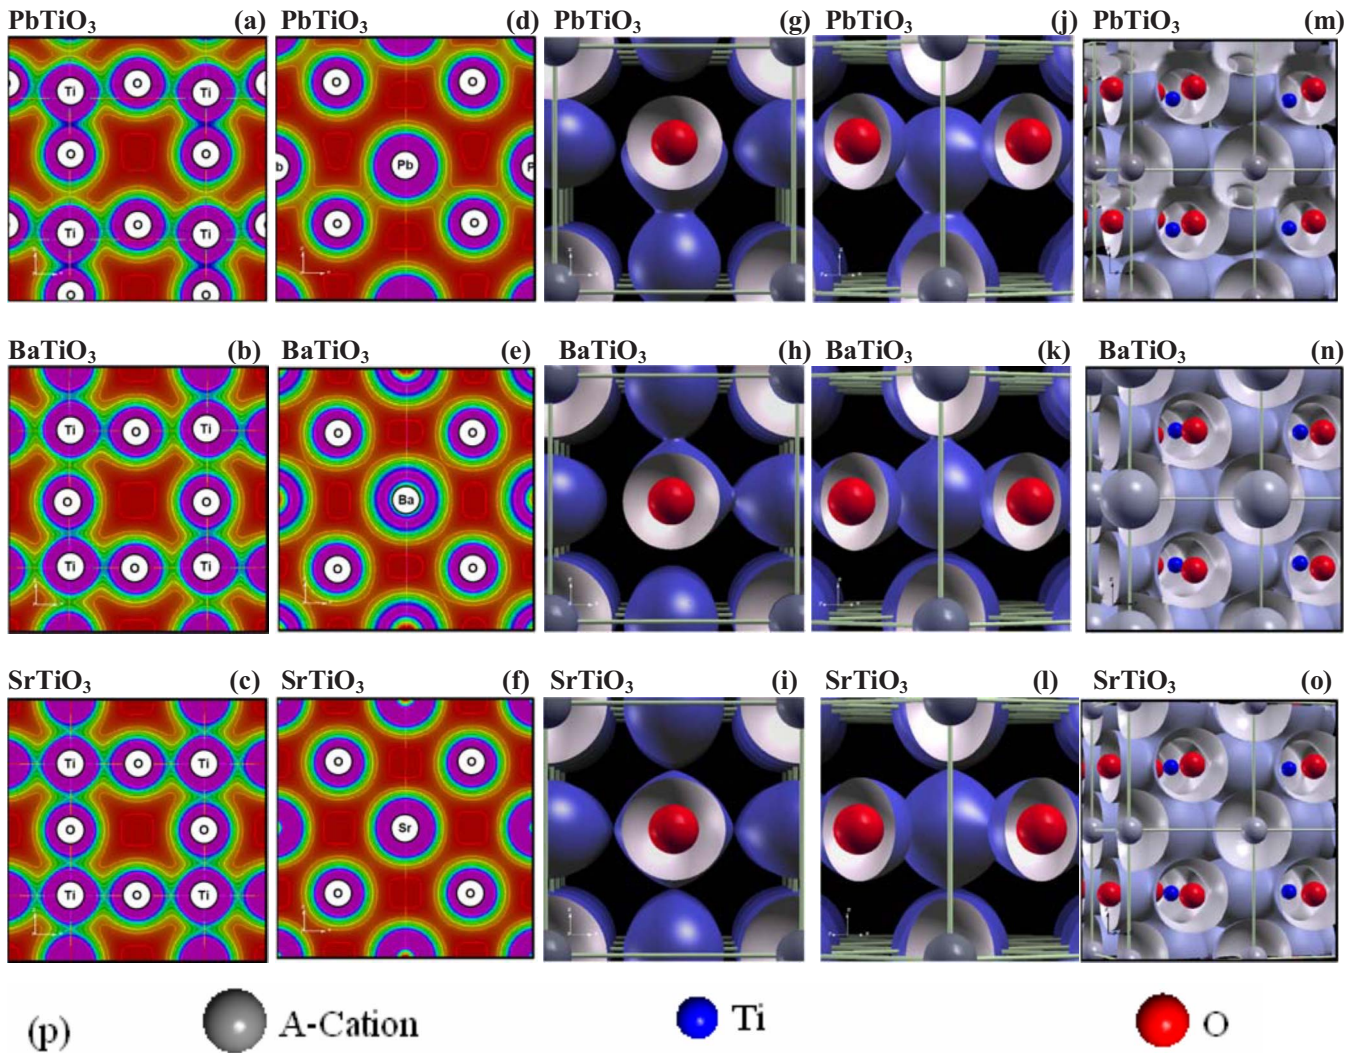 PbTiO₃ (a) PbTiO₃ (d) PbTiO₃ (g) PbTiO₃ (j) PbTiO₃ (m)
O O
Ti O Ti
O O
O O
Ti O Ti
O O
O O
b Pb P
O O
BaTiO₃ (b) BaTiO₃ (e) BaTiO₃ (h) BaTiO₃ (k) BaTiO₃ (n)
Ti O Ti
O O
Ti O Ti
O O
Ba
O O
SrTiO₃ (c) SrTiO₃ (f) SrTiO₃ (i) SrTiO₃ (l) SrTiO₃ (o)
Ti O Ti
O O
Ti O Ti
O O
Sr
O O
(p) A-Cation Ti O